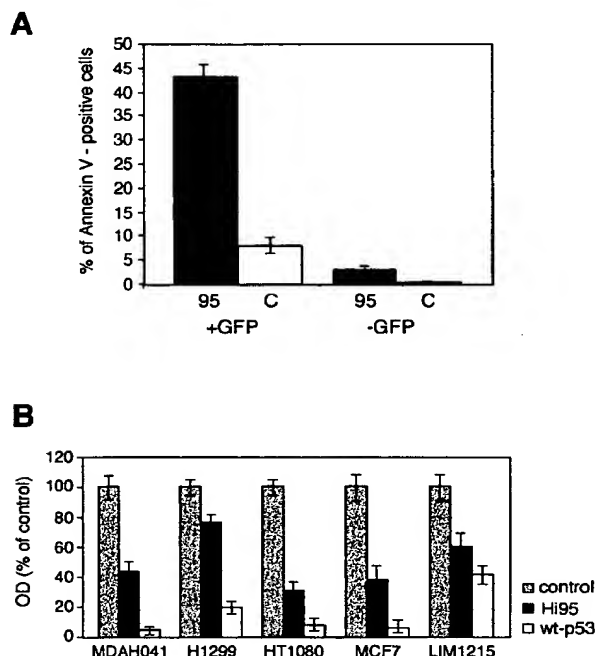 A
% of Annexin V - positive cells
50
45
40
35
30
25
20
15
10
5
0
95 C 95 C
+GFP -GFP
B
OD (% of control)
120
100
80
60
40
20
0
MDAH041 H1299 HT1080 MCF7 LIM1215
control
Hi95
wt-p53